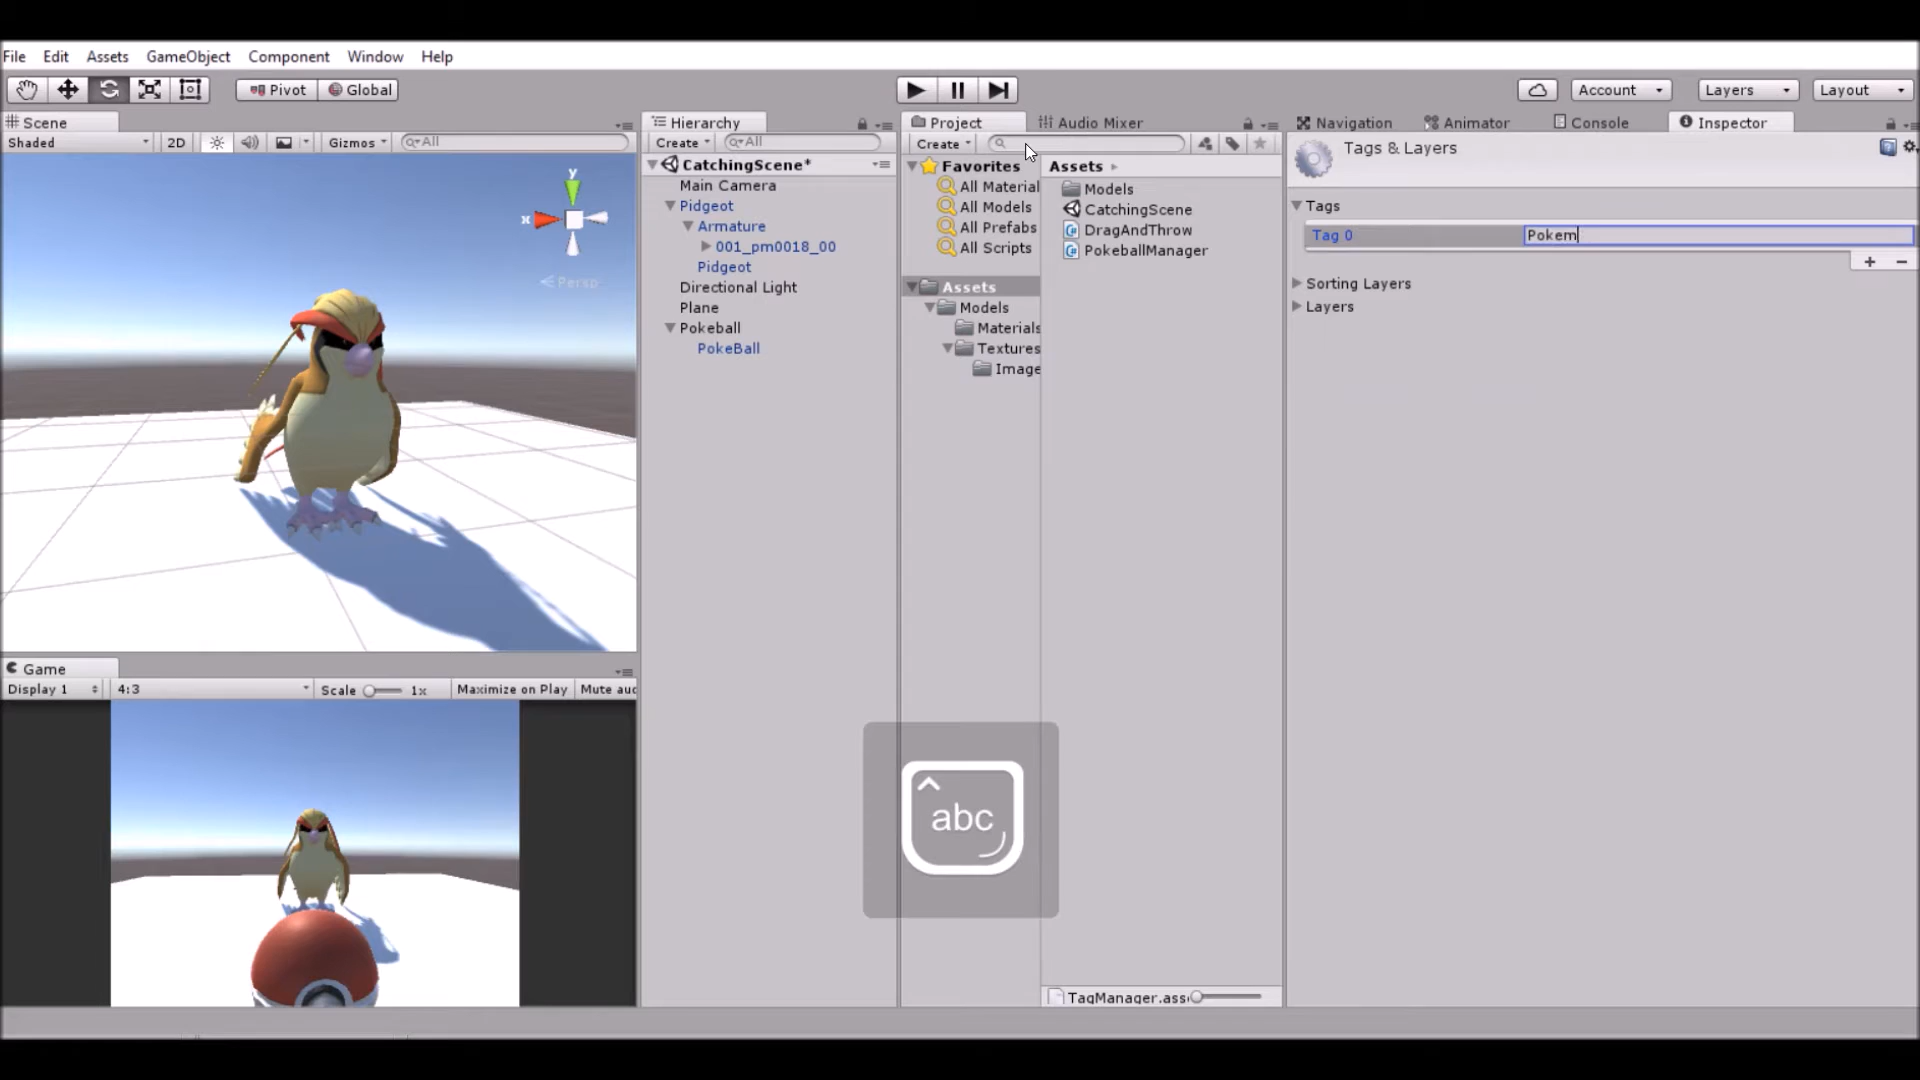 File Edit Assets GameObject Component Window Help
Pivot Global Account Layers Layout
Scene
Shaded 2D Gizmos All
Hierarchy
Create All
CatchingScene*
Main Camera
Pidgeot
Armature
001_pm0018_00
Pidgeot
Directional Light
Plane
Pokeball
PokeBall
Project Audio Mixer
Create
Favorites
All Material
All Models
All Prefabs
All Scripts
Assets
Models
Materials
Textures
Image
Assets
Models
CatchingScene
DragAndThrow
PokeballManager
TagManager.ass
Navigation Animator Console Inspector
Tags & Layers
Tags
Tag 0 Pokem
Sorting Layers
Layers
y
x
Persp
Game
Display 1 4:3 Scale 1x Maximize on Play Mute aud
abc